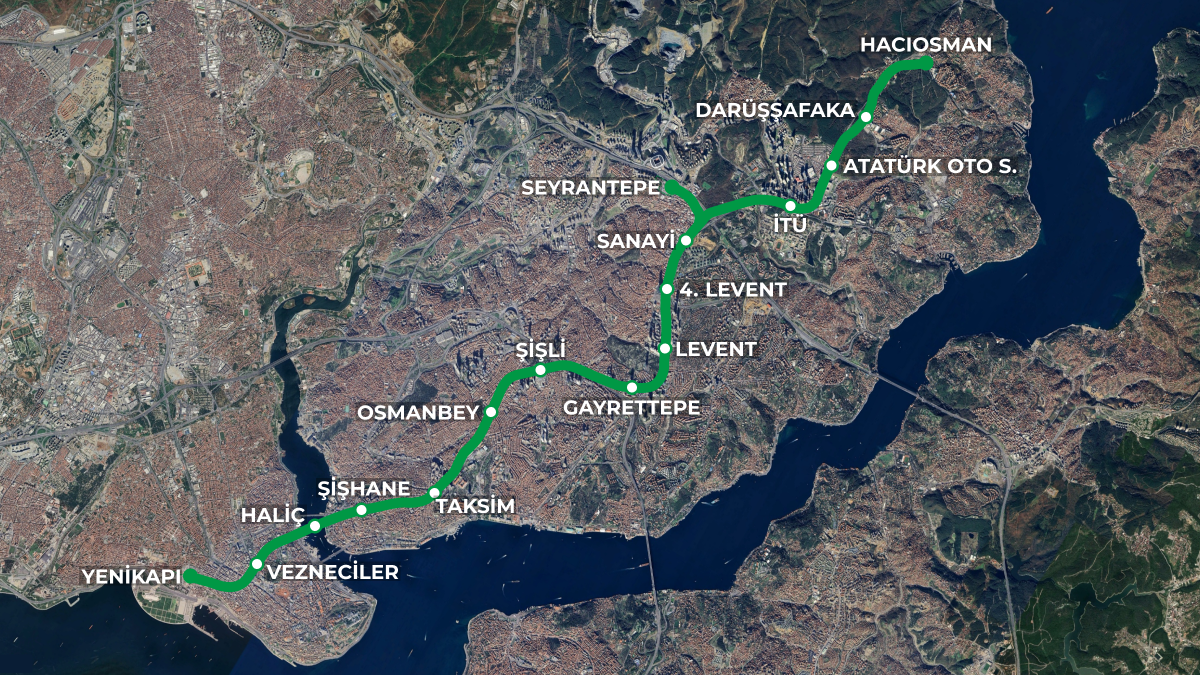 HACIOSMAN
DARÜŞŞAFAKA
ATATÜRK OTO S.
SEYRANTEPE
İTÜ
SANAYİ
4. LEVENT
ŞİŞLİ
LEVENT
GAYRETTEPE
OSMANBEY
ŞİŞHANE
TAKSİM
HALİÇ
VEZNECİLER
YENİKAPI